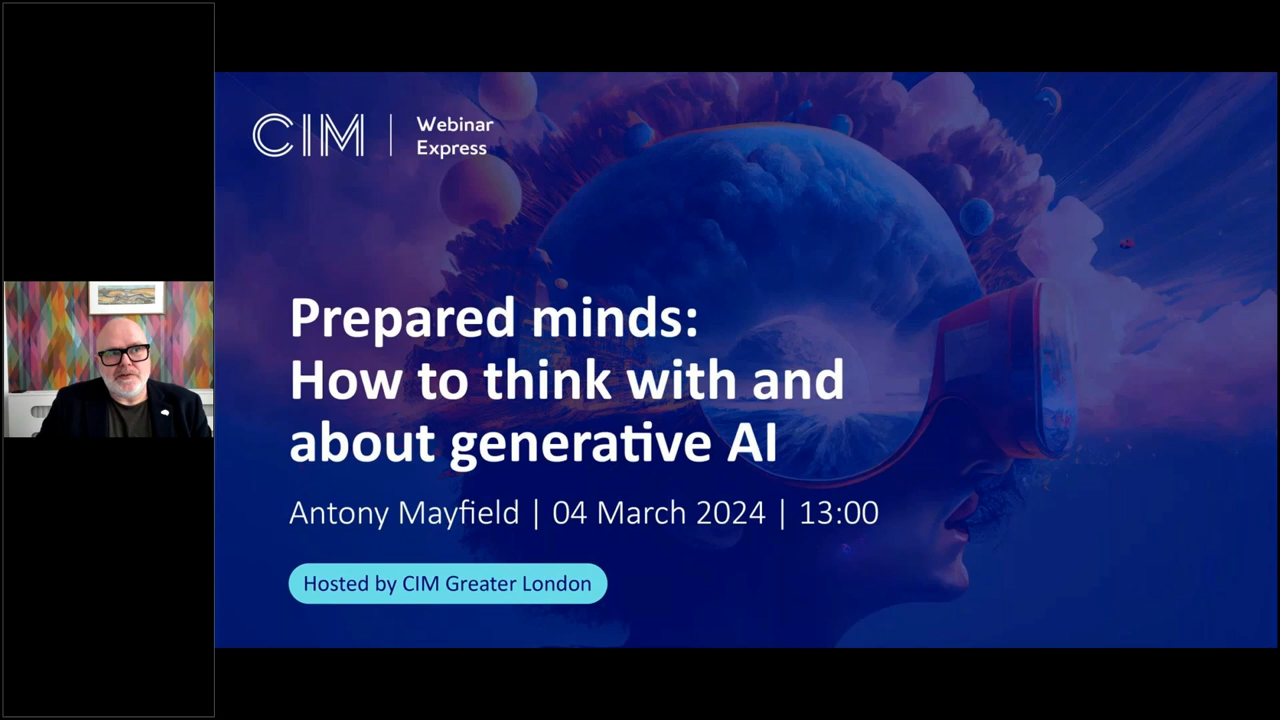 CIM
Webinar
Express
Prepared minds:
How to think with and
about generative AI
Antony Mayfield | 04 March 2024 | 13:00
Hosted by CIM Greater London